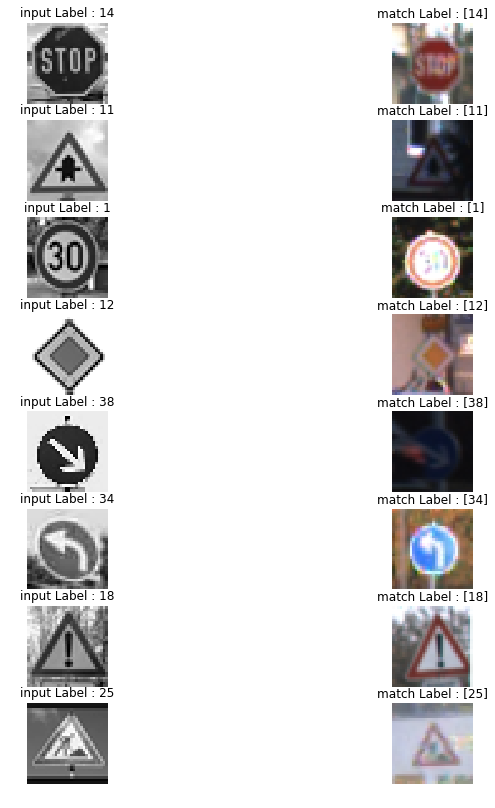 input Label : 14 match Label : [14]
STOP STOP
input Label : 11 match Label : [11]
input Label : 1 match Label : [1]
30 30
input Label : 12 match Label : [12]
input Label : 38 match Label : [38]
input Label : 34 match Label : [34]
input Label : 18 match Label : [18]
input Label : 25 match Label : [25]